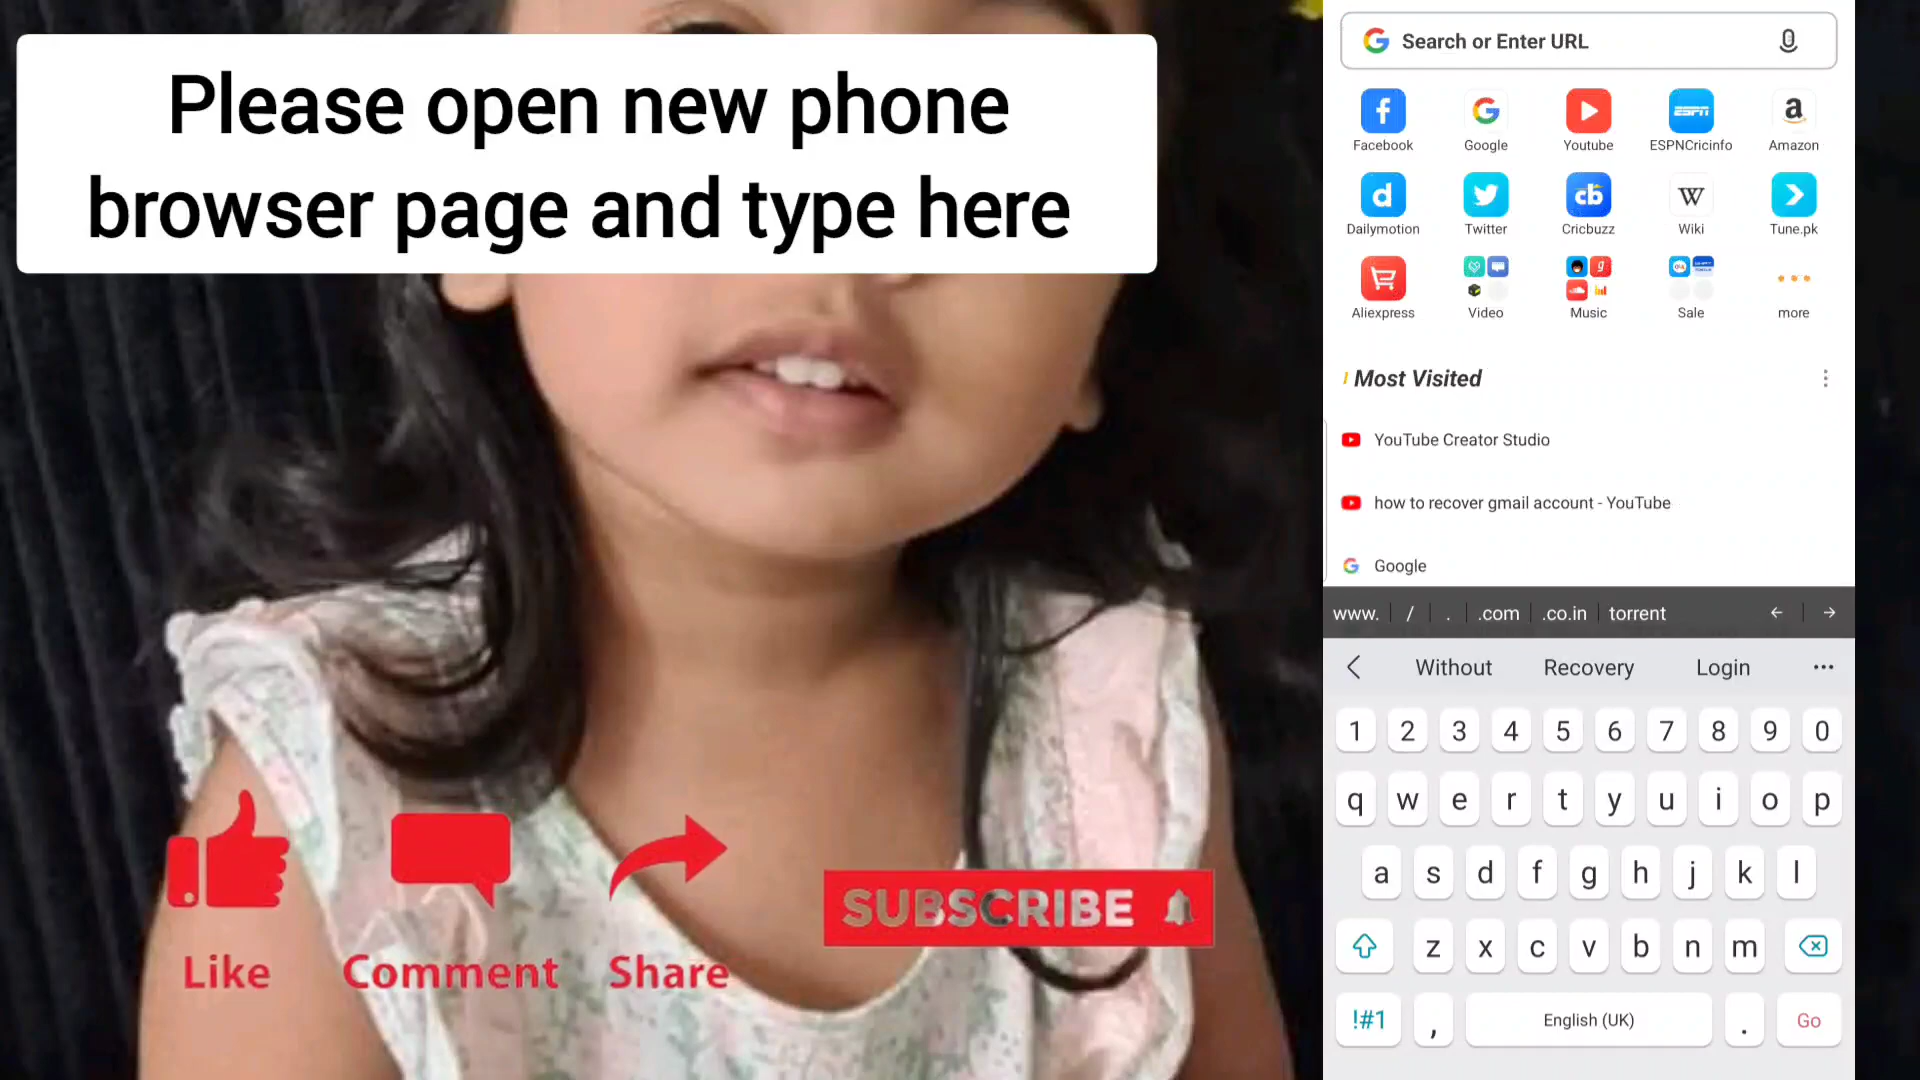 Please open new phone
browser page and type here
Like
Comment
Share
SUBSCRIBE
Search or Enter URL
Facebook Google Youtube ESPNCricinfo Amazon
Dailymotion Twitter Cricbuzz Wiki Tune.pk
Aliexpress Video Music Sale more
Most Visited
YouTube Creator Studio
how to recover gmail account - YouTube
Google
www. / . .com .co.in torrent
Without Recovery Login
1 2 3 4 5 6 7 8 9 0
q w e r t y u i o p
a s d f g h j k l
z x c v b n m
!#1 , English (UK) . Go